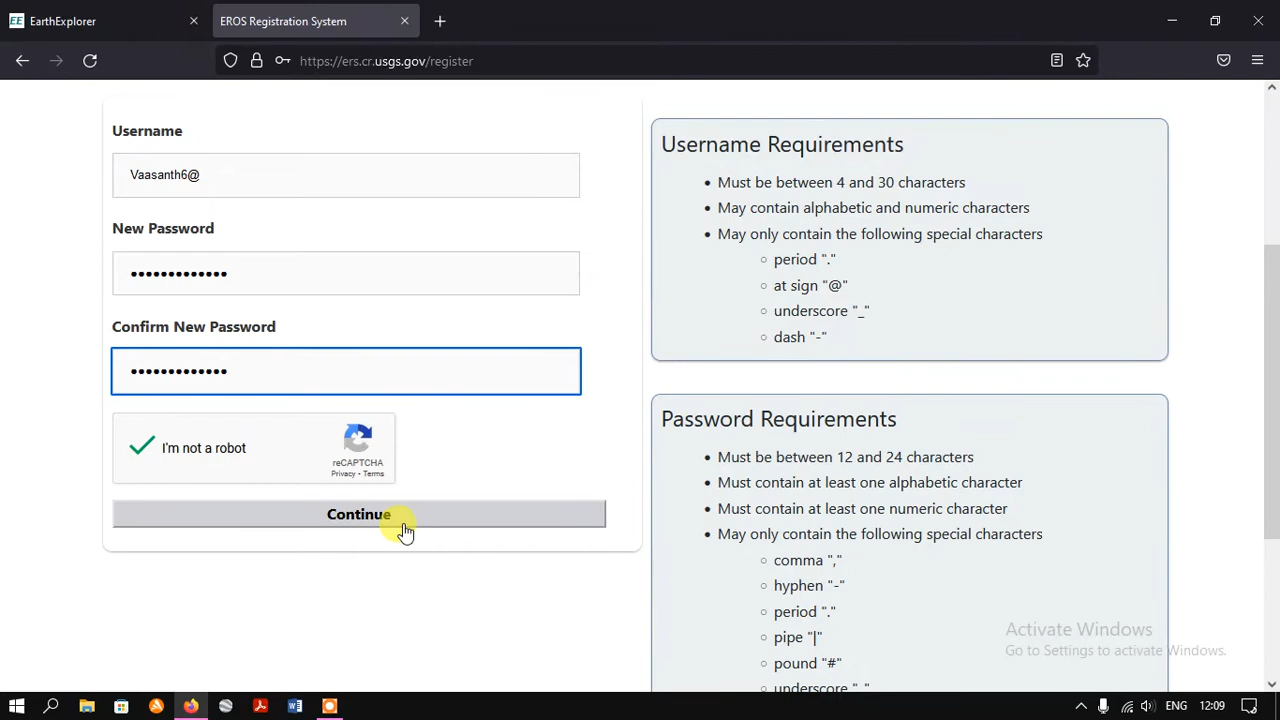 EE EarthExplorer
EROS Registration System
https://ers.cr.usgs.gov/register
Username
Vaasanth6@
New Password
•••••••••••••
Confirm New Password
•••••••••••••
I'm not a robot
reCAPTCHA
Privacy • Terms
Continue
Username Requirements
• Must be between 4 and 30 characters
• May contain alphabetic and numeric characters
• May only contain the following special characters
○ period "."
○ at sign "@"
○ underscore "_"
○ dash "-"
Password Requirements
• Must be between 12 and 24 characters
• Must contain at least one alphabetic character
• Must contain at least one numeric character
• May only contain the following special characters
○ comma ","
○ hyphen "-"
○ period "."
○ pipe "|"
○ pound "#"
○ underscore "_"
Activate Windows
Go to Settings to activate Windows.
ENG
12:09